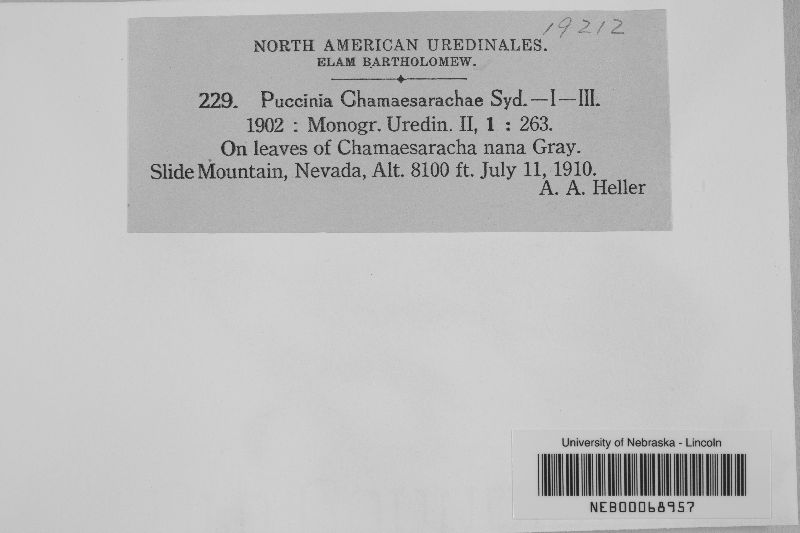 19212
NORTH AMERICAN UREDINALES.
ELAM BARTHOLOMEW.
229. Puccinia Chamaesarachae Syd.—I—III.
1902 : Monogr. Uredin. II, 1 : 263.
On leaves of Chamaesaracha nana Gray.
Slide Mountain, Nevada, Alt. 8100 ft. July 11, 1910.
A. A. Heller
University of Nebraska - Lincoln
NEB00068957